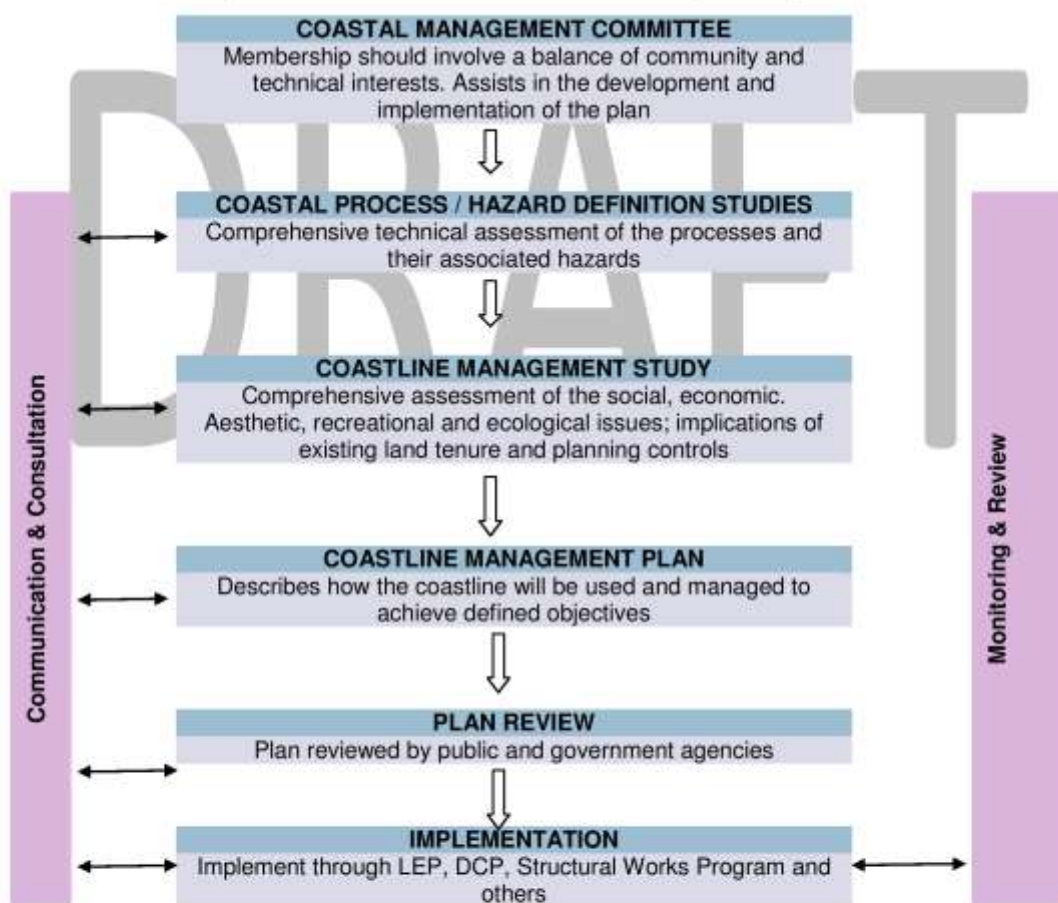 COASTAL MANAGEMENT COMMITTEE
Membership should involve a balance of community and
technical interests. Assists in the development and
implementation of the plan
DRAFT
COASTAL PROCESS / HAZARD DEFINITION STUDIES
Comprehensive technical assessment of the processes and
their associated hazards
COASTLINE MANAGEMENT STUDY
Comprehensive assessment of the social, economic.
Aesthetic, recreational and ecological issues; implications of
existing land tenure and planning controls
COASTLINE MANAGEMENT PLAN
Describes how the coastline will be used and managed to
achieve defined objectives
PLAN REVIEW
Plan reviewed by public and government agencies
IMPLEMENTATION
Implement through LEP, DCP, Structural Works Program and
others
Communication & Consultation
Monitoring & Review